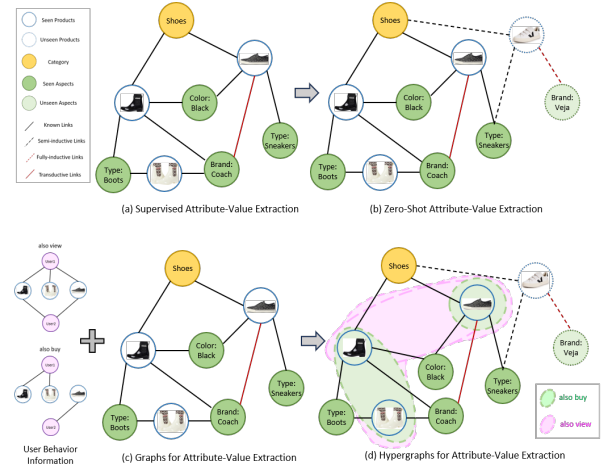 Seen Products
Unseen Products
Category
Seen Aspects
Unseen Aspects
Known Links
Semi-inductive Links
Fully-inductive Links
Transductive Links
Shoes
Color:
Black
Type:
Sneakers
Type:
Boots
Brand:
Coach
(a) Supervised Attribute-Value Extraction
Shoes
Color:
Black
Brand:
Veja
Type:
Sneakers
Type:
Boots
Brand:
Coach
(b) Zero-Shot Attribute-Value Extraction
also view
also buy
User Behavior
Information
Shoes
Color:
Black
Type:
Sneakers
Type:
Boots
Brand:
Coach
(c) Graphs for Attribute-Value Extraction
Shoes
Color:
Black
Brand:
Veja
Type:
Sneakers
Type:
Boots
Brand:
Coach
also buy
also view
(d) Hypergraphs for Attribute-Value Extraction